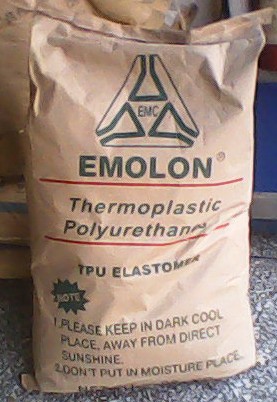 EMC
EMOLON®
Thermoplastic
Polyurethane
TPU ELASTOMER
NOTE
1.PLEASE KEEP IN DARK COOL
PLACE, AWAY FROM DIRECT
SUNSHINE.
2.DON'T PUT IN MOISTURE PLACE.
NET